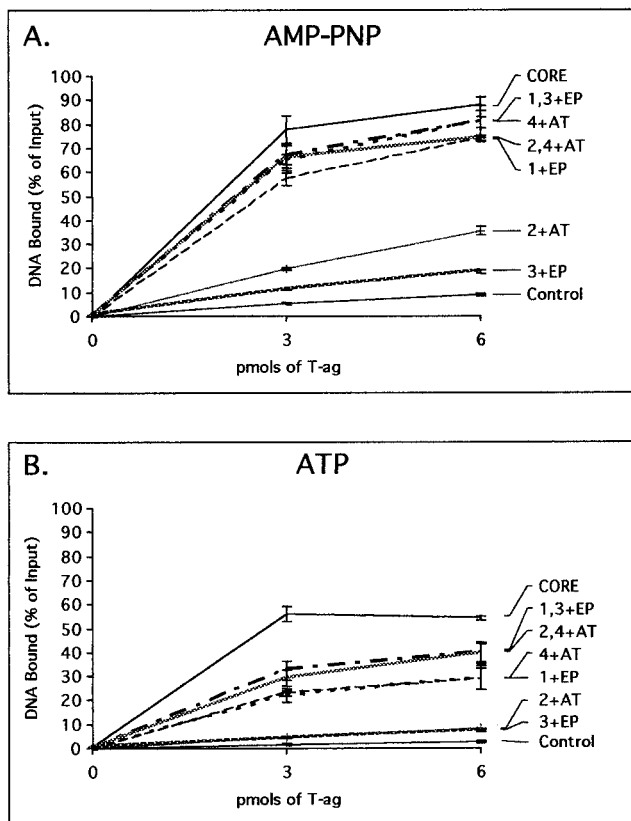 A. AMP-PNP
DNA Bound (% of Input)
100
90
80
70
60
50
40
30
20
10
0
0 3 6
pmols of T-ag
CORE
1,3+EP
4+AT
2,4+AT
1+EP
2+AT
3+EP
Control
B. ATP
DNA Bound (% of Input)
100
90
80
70
60
50
40
30
20
10
0
0 3 6
pmols of T-ag
CORE
1,3+EP
2,4+AT
4+AT
1+EP
2+AT
3+EP
Control